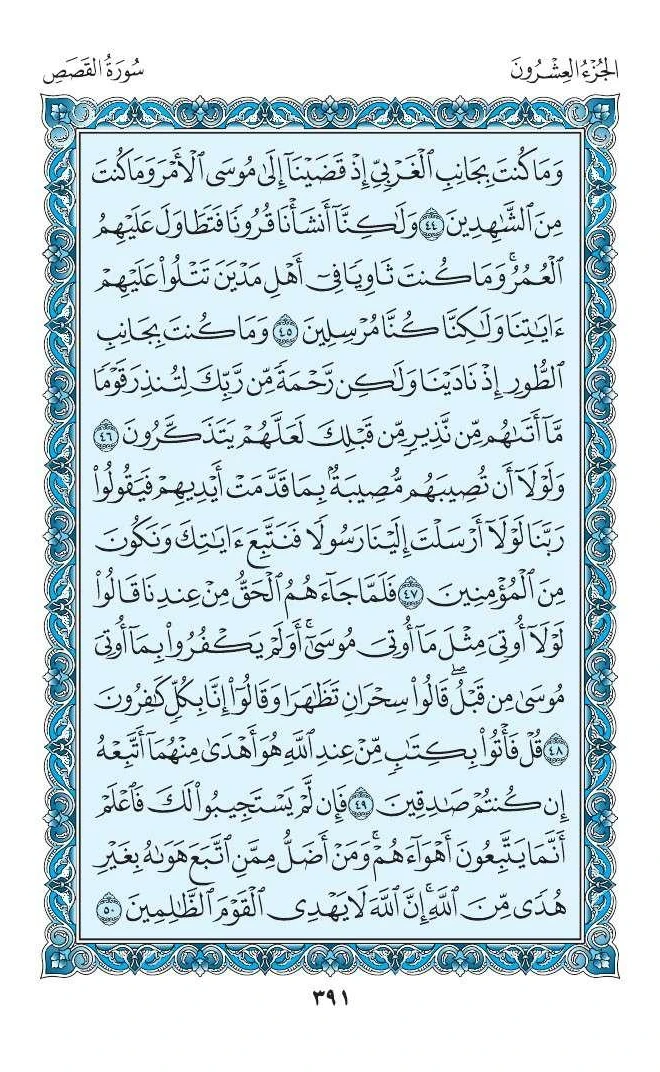 الجُزْءُ العِشْرُونَ
سُورَةُ القَصَصِ
وَمَا كُنتَ بِجَانِبِ ٱلْغَرْبِيِّ إِذْ قَضَيْنَآ إِلَىٰ مُوسَى ٱلْأَمْرَ وَمَا كُنتَ
مِنَ ٱلشَّـٰهِدِينَ ٤٤ وَلَـٰكِنَّآ أَنشَأْنَا قُرُونًا فَتَطَاوَلَ عَلَيْهِمُ
ٱلْعُمُرُ ۚ وَمَا كُنتَ ثَاوِيًا فِىٓ أَهْلِ مَدْيَنَ تَتْلُوا۟ عَلَيْهِمْ
ءَايَـٰتِنَا وَلَـٰكِنَّا كُنَّا مُرْسِلِينَ ٤٥ وَمَا كُنتَ بِجَانِبِ
ٱلطُّورِ إِذْ نَادَيْنَا وَلَـٰكِن رَّحْمَةً مِّن رَّبِّكَ لِتُنذِرَ قَوْمًا
مَّآ أَتَىٰهُم مِّن نَّذِيرٍ مِّن قَبْلِكَ لَعَلَّهُمْ يَتَذَكَّرُونَ ٤٦
وَلَوْلَآ أَن تُصِيبَهُم مُّصِيبَةٌۢ بِمَا قَدَّمَتْ أَيْدِيهِمْ فَيَقُولُوا۟
رَبَّنَا لَوْلَآ أَرْسَلْتَ إِلَيْنَا رَسُولًا فَنَتَّبِعَ ءَايَـٰتِكَ وَنَكُونَ
مِنَ ٱلْمُؤْمِنِينَ ٤٧ فَلَمَّا جَآءَهُمُ ٱلْحَقُّ مِنْ عِندِنَا قَالُوا۟
لَوْلَآ أُوتِىَ مِثْلَ مَآ أُوتِىَ مُوسَىٰٓ ۚ أَوَلَمْ يَكْفُرُوا۟ بِمَآ أُوتِىَ
مُوسَىٰ مِن قَبْلُ ۖ قَالُوا۟ سِحْرَانِ تَظَـٰهَرَا وَقَالُوٓا۟ إِنَّا بِكُلٍّ كَـٰفِرُونَ
٤٨ قُلْ فَأْتُوا۟ بِكِتَـٰبٍ مِّنْ عِندِ ٱللَّهِ هُوَ أَهْدَىٰ مِنْهُمَآ أَتَّبِعْهُ
إِن كُنتُمْ صَـٰدِقِينَ ٤٩ فَإِن لَّمْ يَسْتَجِيبُوا۟ لَكَ فَٱعْلَمْ
أَنَّمَا يَتَّبِعُونَ أَهْوَآءَهُمْ ۚ وَمَنْ أَضَلُّ مِمَّنِ ٱتَّبَعَ هَوَىٰهُ بِغَيْرِ
هُدًى مِّنَ ٱللَّهِ ۚ إِنَّ ٱللَّهَ لَا يَهْدِى ٱلْقَوْمَ ٱلظَّـٰلِمِينَ ٥٠
٣٩١